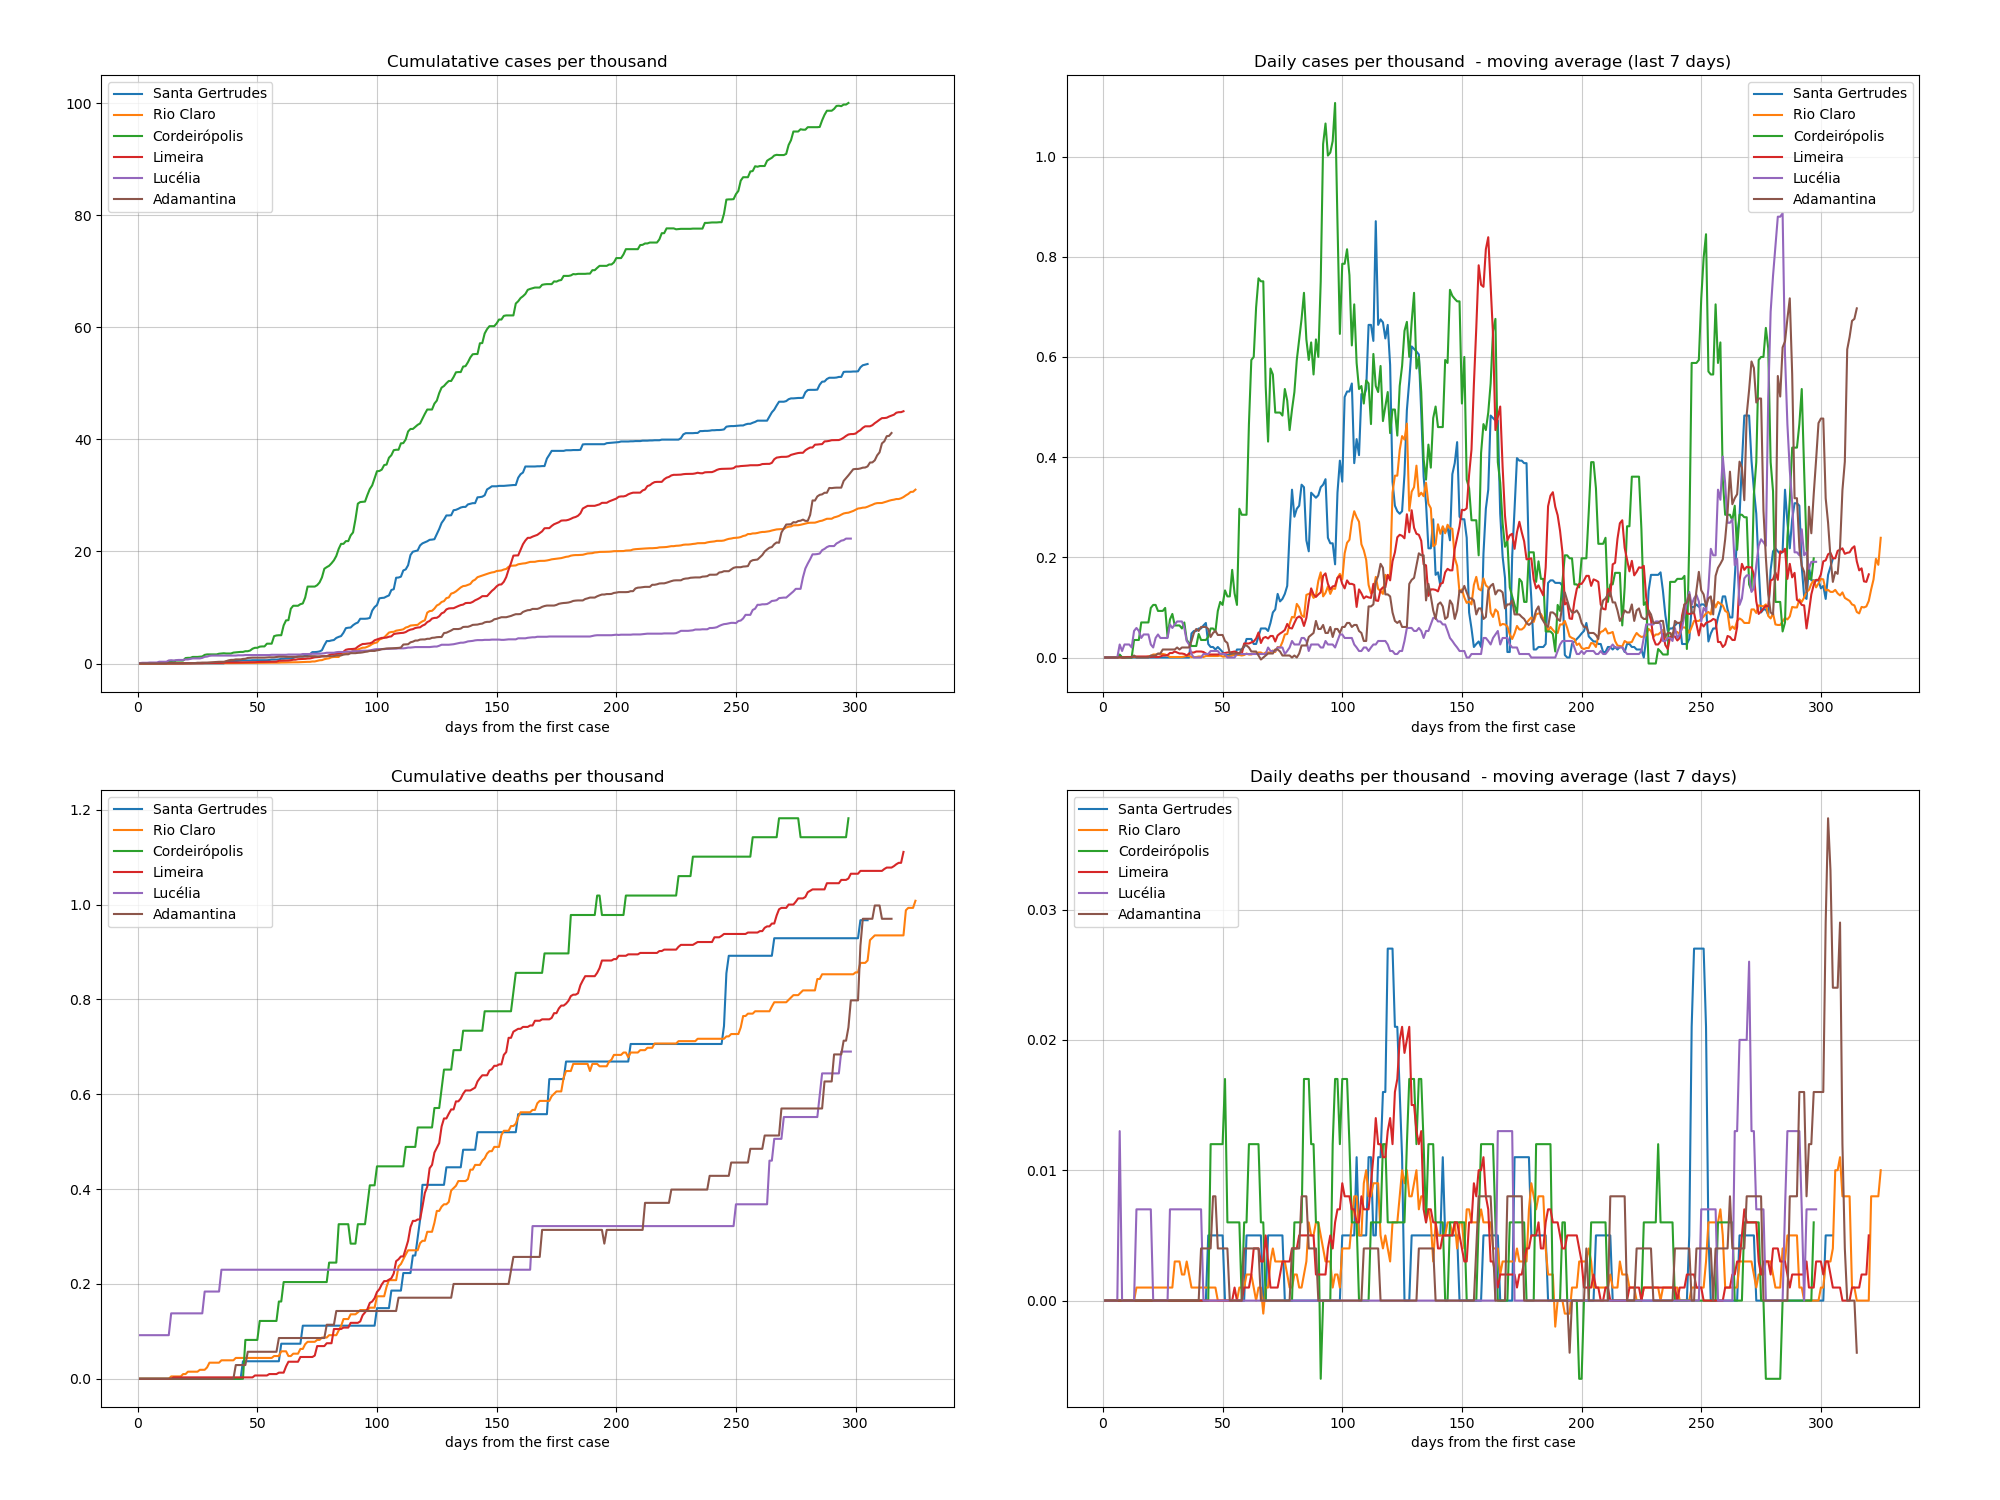 Cumulatative cases per thousand
Santa Gertrudes
Rio Claro
Cordeirópolis
Limeira
Lucélia
Adamantina
100
80
60
40
20
0
0 50 100 150 200 250 300
days from the first case
Daily cases per thousand - moving average (last 7 days)
Santa Gertrudes
Rio Claro
Cordeirópolis
Limeira
Lucélia
Adamantina
1.0
0.8
0.6
0.4
0.2
0.0
0 50 100 150 200 250 300
days from the first case
Cumulative deaths per thousand
Santa Gertrudes
Rio Claro
Cordeirópolis
Limeira
Lucélia
Adamantina
1.2
1.0
0.8
0.6
0.4
0.2
0.0
0 50 100 150 200 250 300
days from the first case
Daily deaths per thousand - moving average (last 7 days)
Santa Gertrudes
Rio Claro
Cordeirópolis
Limeira
Lucélia
Adamantina
0.03
0.02
0.01
0.00
0 50 100 150 200 250 300
days from the first case